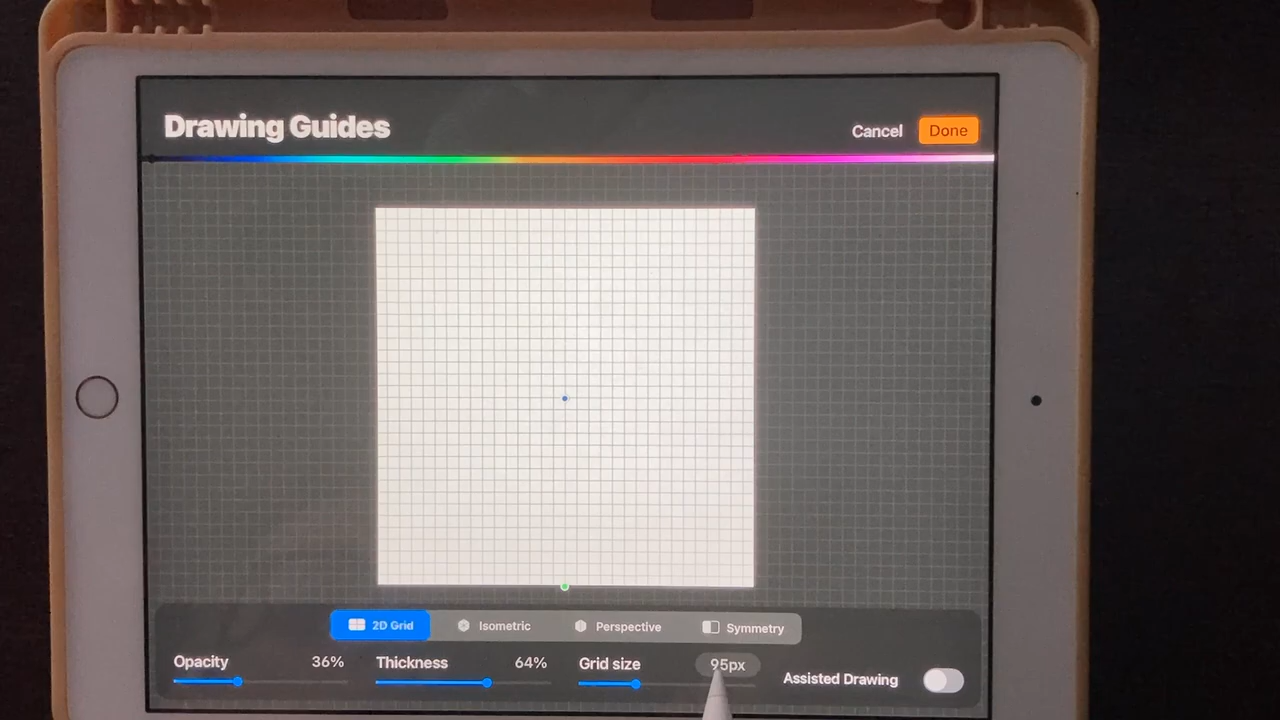 Drawing Guides
Cancel
Done
2D Grid
Isometric
Perspective
Symmetry
Opacity
36%
Thickness
64%
Grid size
95px
Assisted Drawing